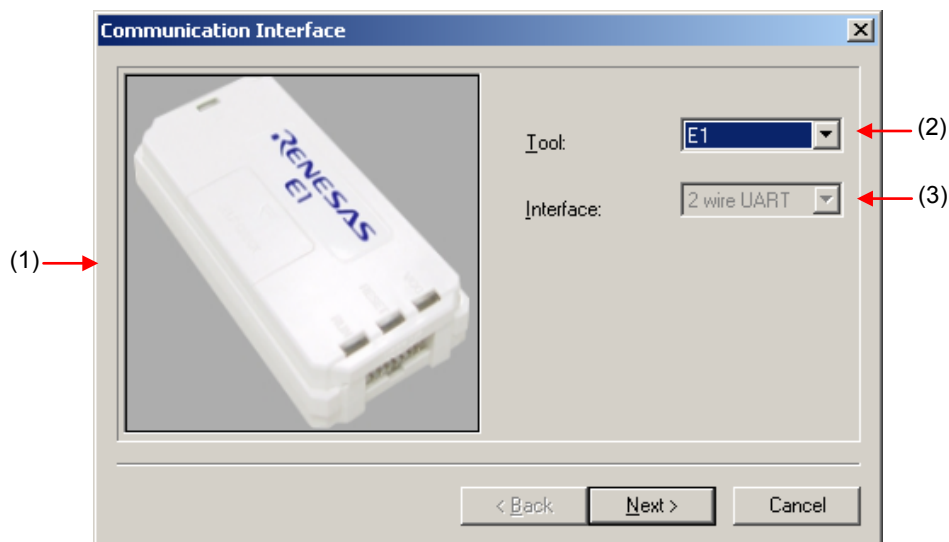 Communication Interface
RENESAS
E1
Tool:
E1
(2)
Interface:
2 wire UART
(3)
(1)
< Back
Next >
Cancel